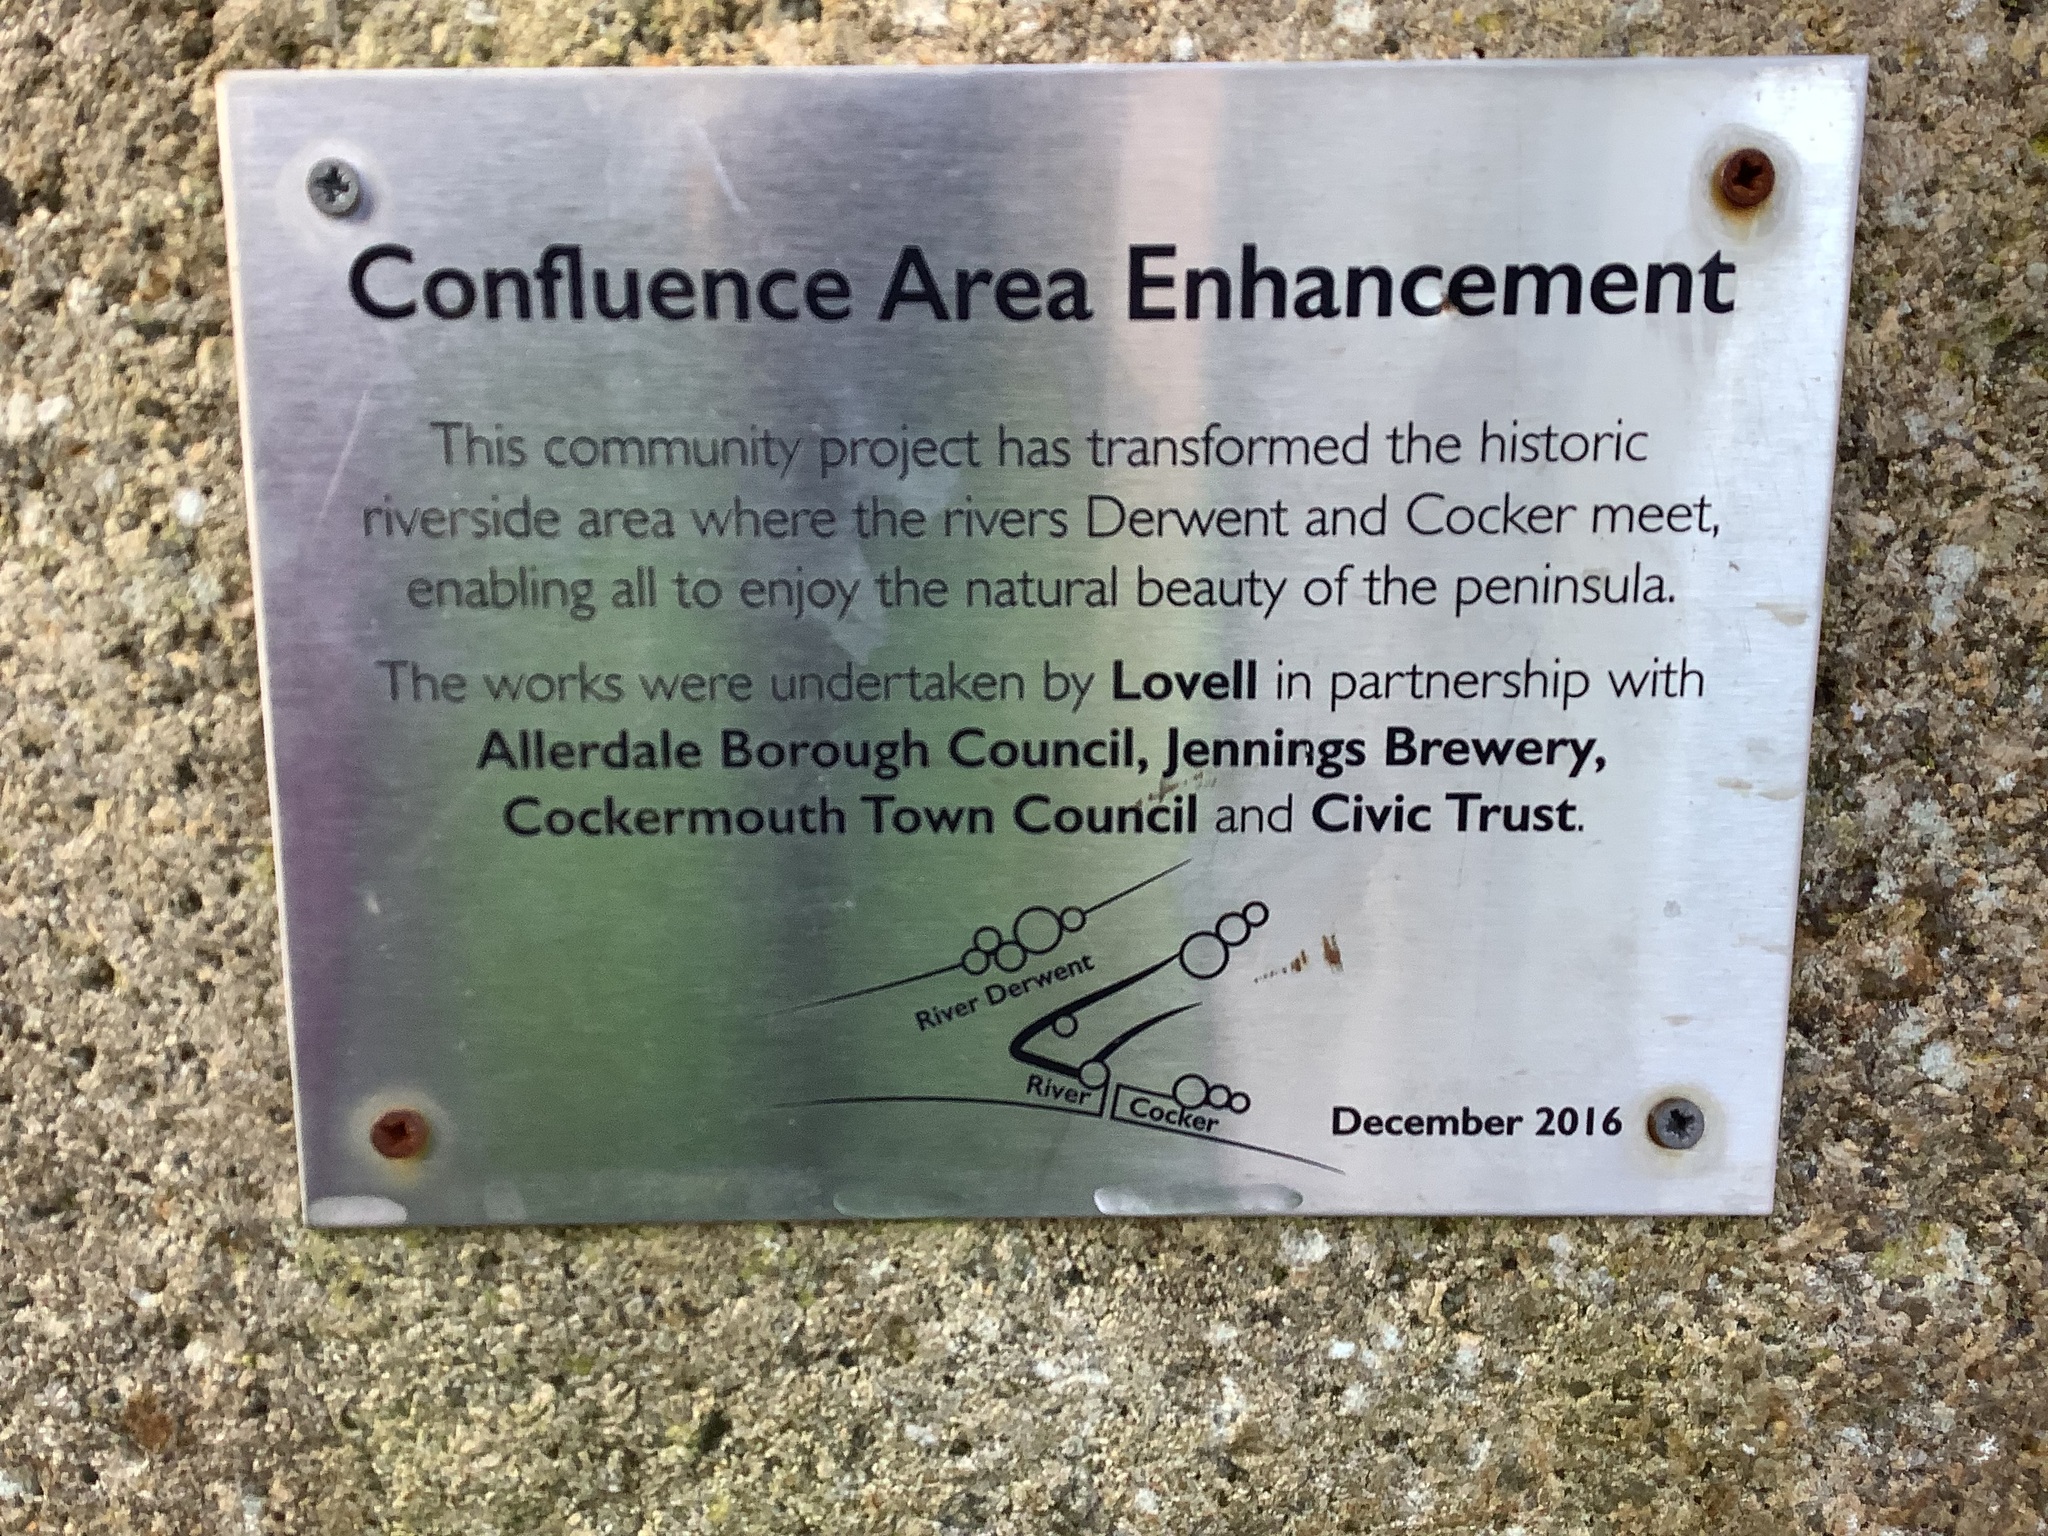 Confluence Area Enhancement
This community project has transformed the historic
riverside area where the rivers Derwent and Cocker meet,
enabling all to enjoy the natural beauty of the peninsula.
The works were undertaken by Lovell in partnership with
Allerdale Borough Council, Jennings Brewery,
Cockermouth Town Council and Civic Trust.
River Derwent
River Cocker
December 2016